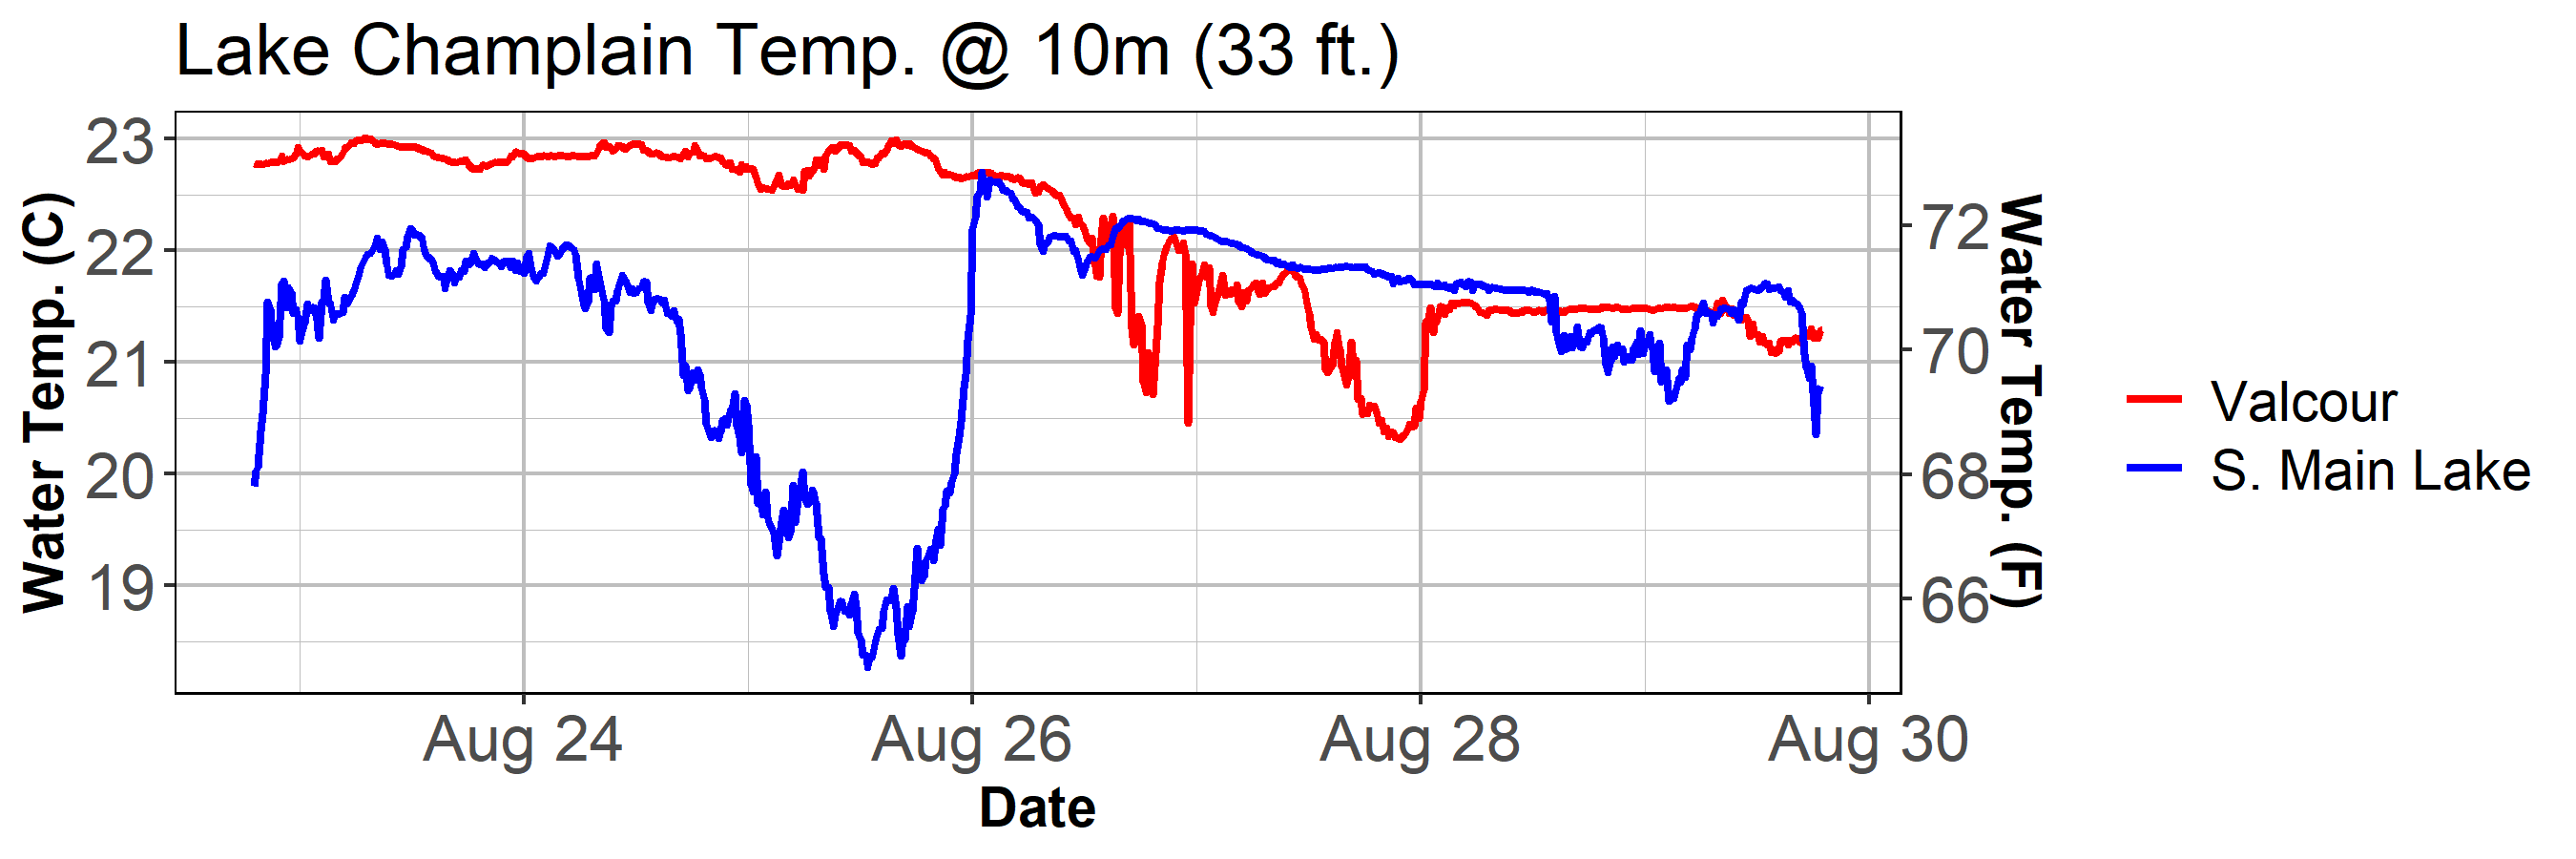 Lake Champlain Temp. @ 10m (33 ft.)
Water Temp. (C)
23
22
21
20
19
72
70
68
66
Water Temp. (F)
Aug 24
Aug 26
Aug 28
Aug 30
Date
Valcour
S. Main Lake